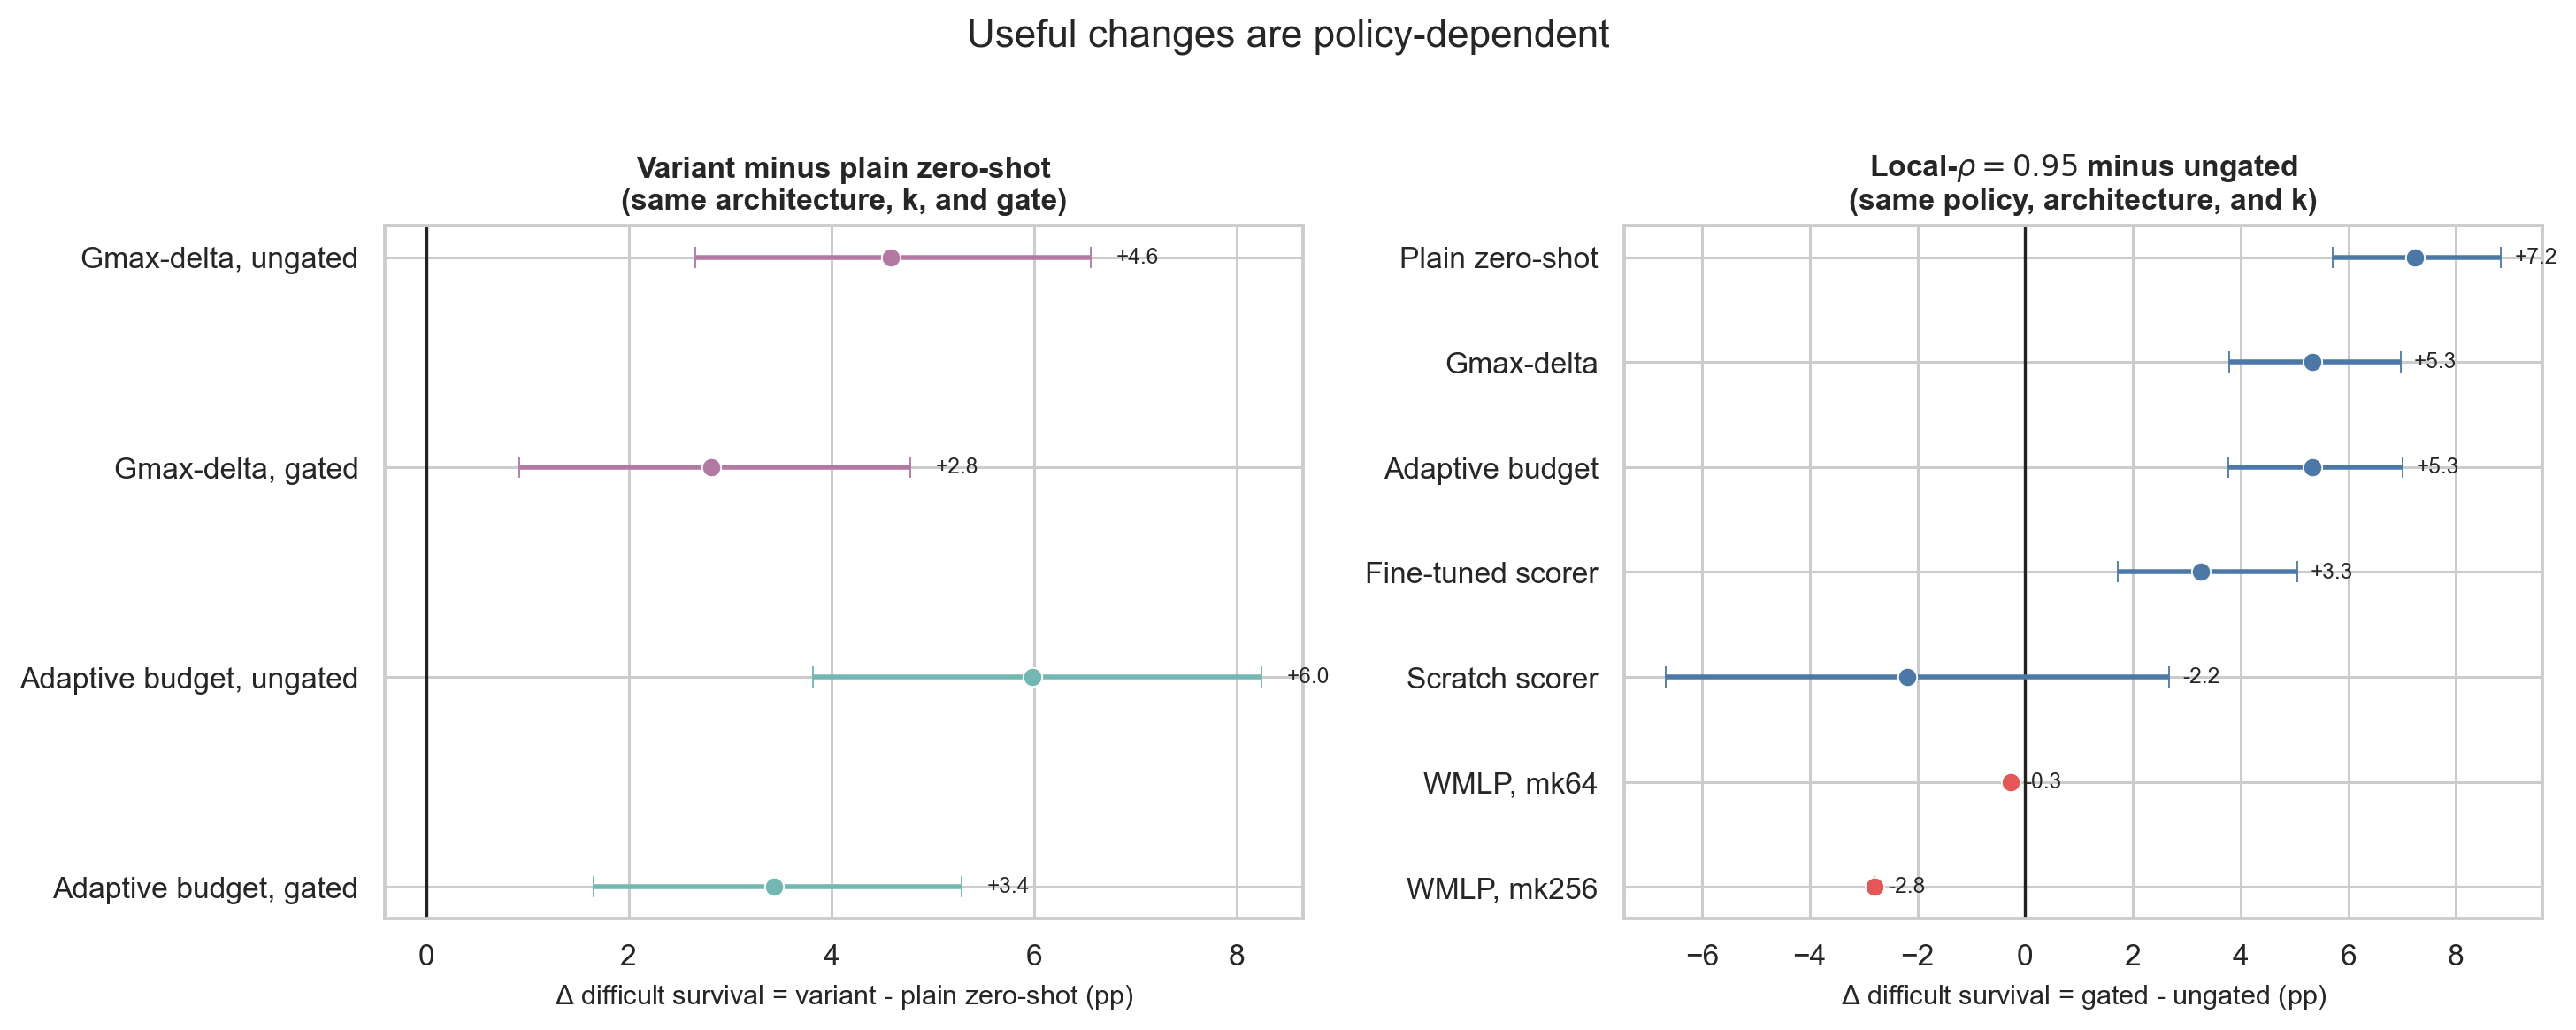 Useful changes are policy-dependent
Variant minus plain zero-shot
(same architecture, k, and gate)
Gmax-delta, ungated
+4.6
Gmax-delta, gated
+2.8
Adaptive budget, ungated
+6.0
Adaptive budget, gated
+3.4
0 2 4 6 8
Δ difficult survival = variant - plain zero-shot (pp)
Local-ρ = 0.95 minus ungated
(same policy, architecture, and k)
Plain zero-shot
+7.2
Gmax-delta
+5.3
Adaptive budget
+5.3
Fine-tuned scorer
+3.3
Scratch scorer
-2.2
WMLP, mk64
-0.3
WMLP, mk256
-2.8
−6 −4 −2 0 2 4 6 8
Δ difficult survival = gated - ungated (pp)